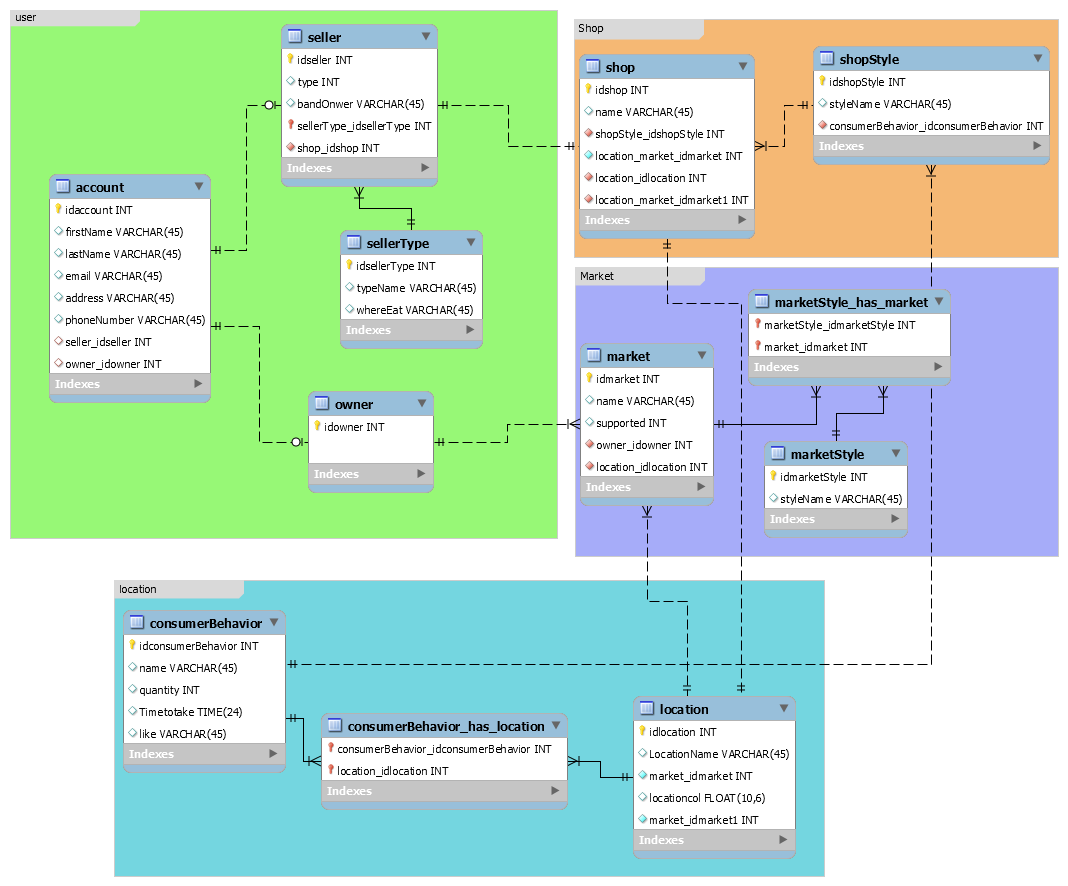 user
seller
idseller INT
type INT
bandOnwer VARCHAR(45)
sellerType_idsellerType INT
shop_idshop INT
Indexes
account
idaccount INT
firstName VARCHAR(45)
lastName VARCHAR(45)
email VARCHAR(45)
address VARCHAR(45)
phoneNumber VARCHAR(45)
seller_idseller INT
owner_idowner INT
Indexes
sellerType
idsellerType INT
typeName VARCHAR(45)
whereEat VARCHAR(45)
Indexes
owner
idowner INT
Indexes
Shop
shop
idshop INT
name VARCHAR(45)
shopStyle_idshopStyle INT
location_market_idmarket INT
location_idlocation INT
location_market_idmarket1 INT
Indexes
shopStyle
idshopStyle INT
styleName VARCHAR(45)
consumerBehavior_idconsumerBehavior INT
Indexes
Market
marketStyle_has_market
marketStyle_idmarketStyle INT
market_idmarket INT
Indexes
market
idmarket INT
name VARCHAR(45)
supported INT
owner_idowner INT
location_idlocation INT
Indexes
marketStyle
idmarketStyle INT
styleName VARCHAR(45)
Indexes
location
consumerBehavior
idconsumerBehavior INT
name VARCHAR(45)
quantity INT
Timetotake TIME(24)
like VARCHAR(45)
Indexes
consumerBehavior_has_location
consumerBehavior_idconsumerBehavior INT
location_idlocation INT
Indexes
location
idlocation INT
LocationName VARCHAR(45)
market_idmarket INT
locationcol FLOAT(10,6)
market_idmarket1 INT
Indexes